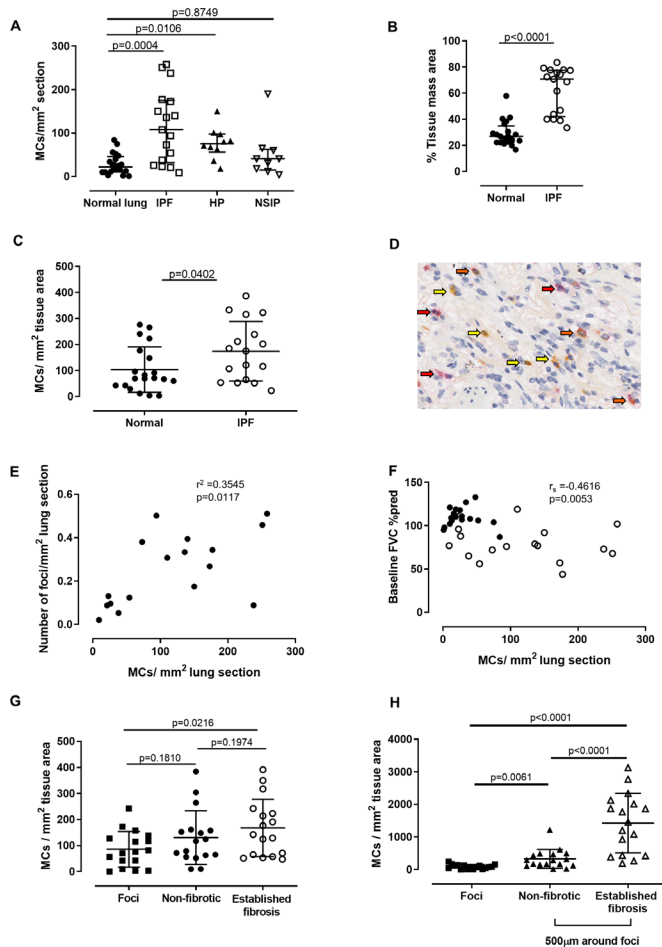 A
p=0.8749
p=0.0106
p=0.0004
MCs/mm² section
300
200
100
0
Normal lung IPF HP NSIP
B
p<0.0001
% Tissue mass area
100
80
60
40
20
0
Normal IPF
C
p=0.0402
MCs/ mm² tissue area
500
400
300
200
100
0
Normal IPF
D
E
r² =0.3545
p=0.0117
Number of foci/mm² lung section
0.6
0.4
0.2
0.0
0 100 200 300
MCs/ mm² lung section
F
rₛ =-0.4616
p=0.0053
Baseline FVC %pred
150
100
50
0
0 100 200 300
MCs/ mm² lung section
G
p=0.0216
p=0.1810
p=0.1974
MCs / mm² tissue area
500
400
300
200
100
0
Foci Non-fibrotic Established
fibrosis
H
p<0.0001
p<0.0001
p=0.0061
MCs / mm² tissue area
4000
3000
2000
1000
0
Foci Non-fibrotic Established
fibrosis
500μm around foci